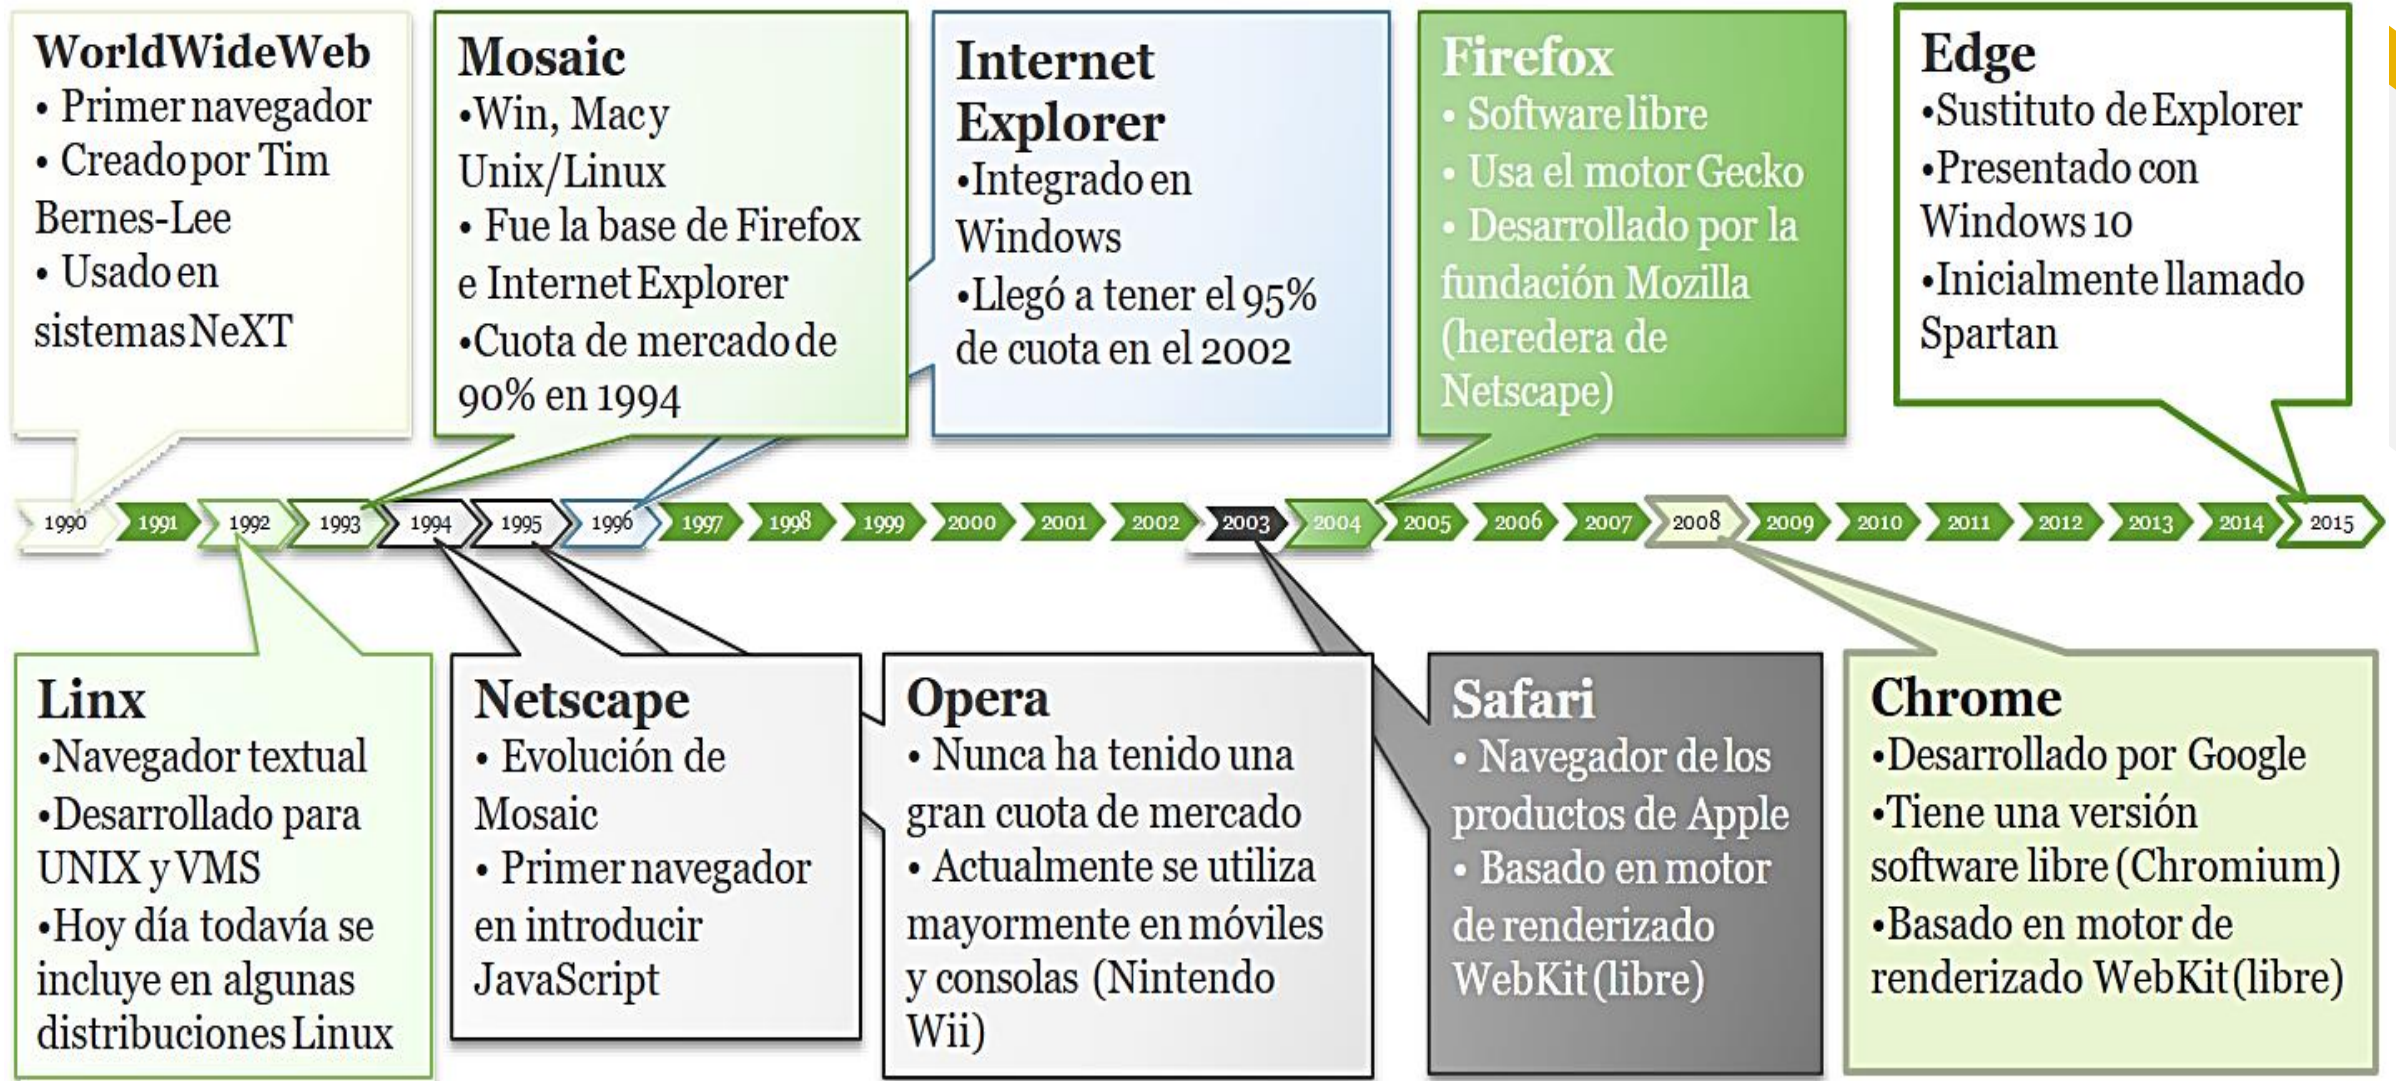 WorldWideWeb
• Primer navegador
• Creado por Tim
Bernes-Lee
• Usado en
sistemas NeXT
Mosaic
•Win, Mac y
Unix/Linux
• Fue la base de Firefox
e Internet Explorer
•Cuota de mercado de
90% en 1994
Internet
Explorer
•Integrado en
Windows
•Llegó a tener el 95%
de cuota en el 2002
Firefox
• Software libre
• Usa el motor Gecko
• Desarrollado por la
fundación Mozilla
(heredera de
Netscape)
Edge
•Sustituto de Explorer
•Presentado con
Windows 10
•Inicialmente llamado
Spartan
1990 1991 1992 1993 1994 1995 1996 1997 1998 1999 2000 2001 2002 2003 2004 2005 2006 2007 2008 2009 2010 2011 2012 2013 2014 2015
Linx
•Navegador textual
•Desarrollado para
UNIX y VMS
•Hoy día todavía se
incluye en algunas
distribuciones Linux
Netscape
• Evolución de
Mosaic
• Primer navegador
en introducir
JavaScript
Opera
• Nunca ha tenido una
gran cuota de mercado
• Actualmente se utiliza
mayormente en móviles
y consolas (Nintendo
Wii)
Safari
• Navegador de los
productos de Apple
• Basado en motor
de renderizado
WebKit (libre)
Chrome
•Desarrollado por Google
•Tiene una versión
software libre (Chromium)
•Basado en motor de
renderizado WebKit (libre)